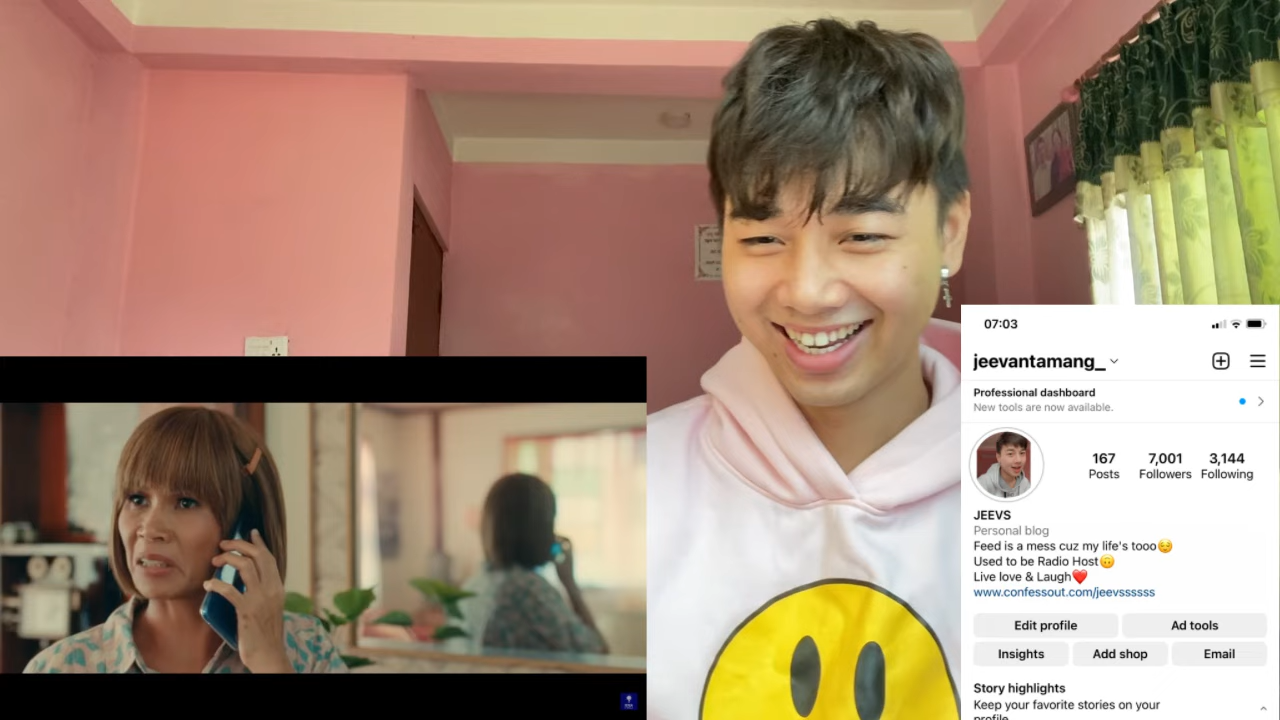 07:03
jeevantamang_
Professional dashboard
New tools are now available.
167
7,001
3,144
Posts
Followers
Following
JEEVS
Personal blog
Feed is a mess cuz my life's tooo😌
Used to be Radio Host🙃
Live love & Laugh❤️
www.confessout.com/jeevssssss
Edit profile
Ad tools
Insights
Add shop
Email
Story highlights
Keep your favorite stories on your
profile